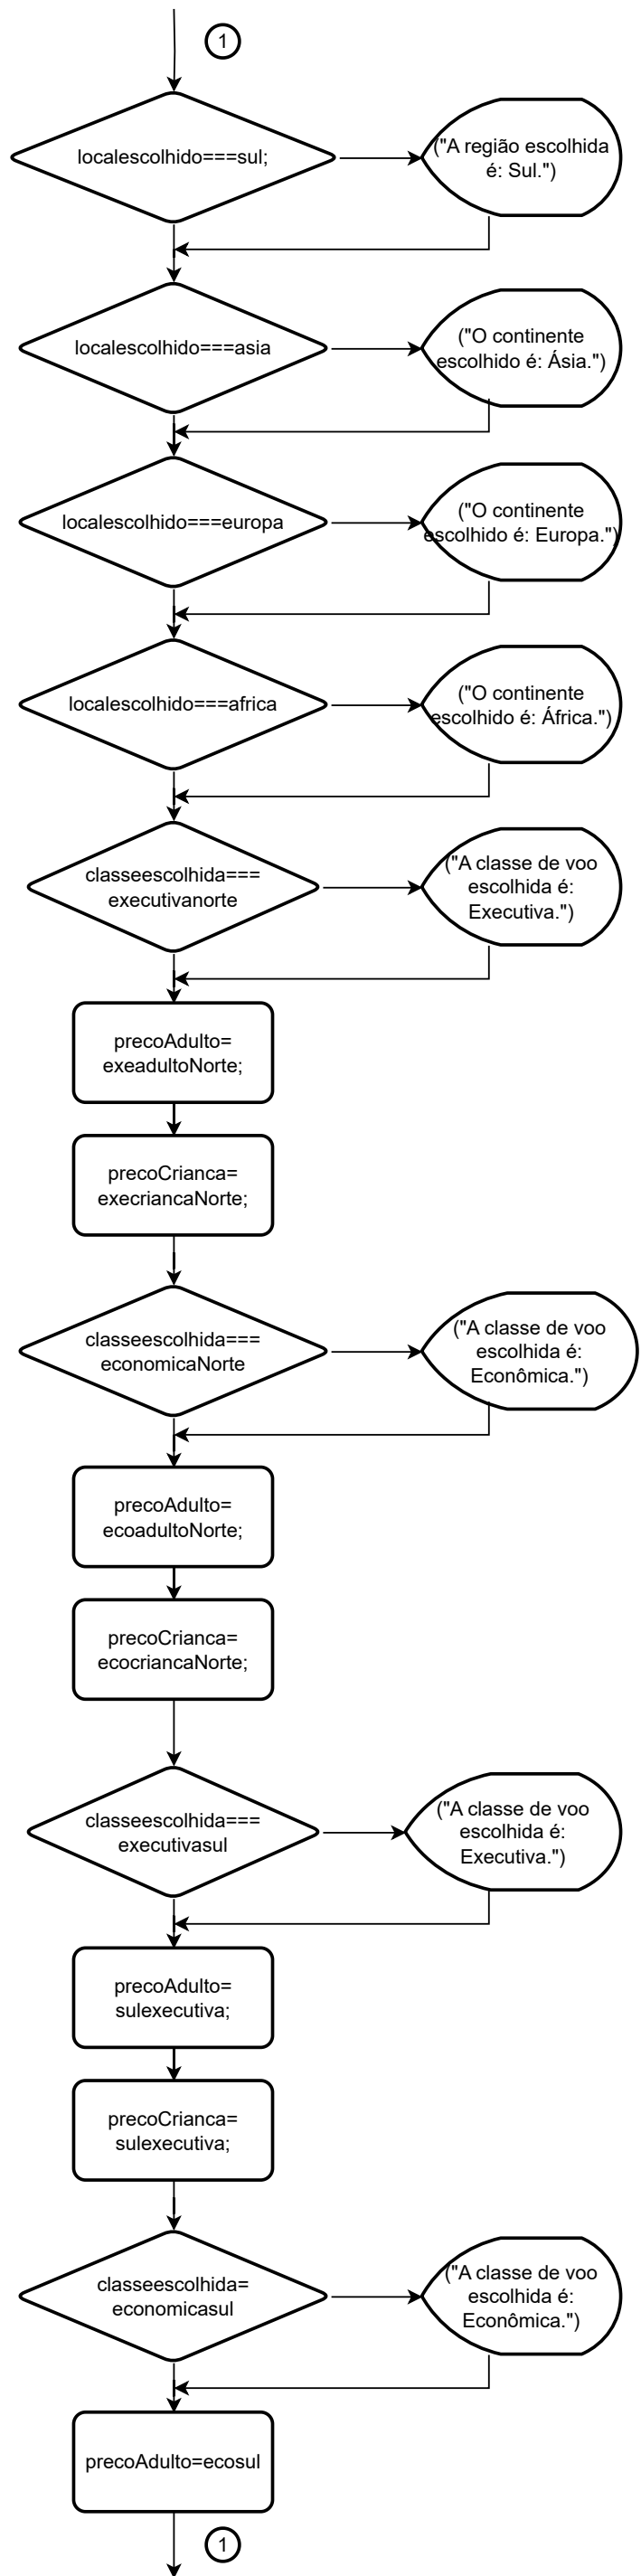 1
localescolhido===sul;
("A região escolhida
é: Sul.")
localescolhido===asia
("O continente
escolhido é: Ásia.")
localescolhido===europa
("O continente
escolhido é: Europa.")
localescolhido===africa
("O continente
escolhido é: África.")
classeescolhida===
executivanorte
("A classe de voo
escolhida é:
Executiva.")
precoAdulto=
exeadultoNorte;
precoCrianca=
execriancaNorte;
classeescolhida===
economicaNorte
("A classe de voo
escolhida é:
Econômica.")
precoAdulto=
ecoadultoNorte;
precoCrianca=
ecocriancaNorte;
classeescolhida===
executivasul
("A classe de voo
escolhida é:
Executiva.")
precoAdulto=
sulexecutiva;
precoCrianca=
sulexecutiva;
classeescolhida=
economicasul
("A classe de voo
escolhida é:
Econômica.")
precoAdulto=ecosul
1